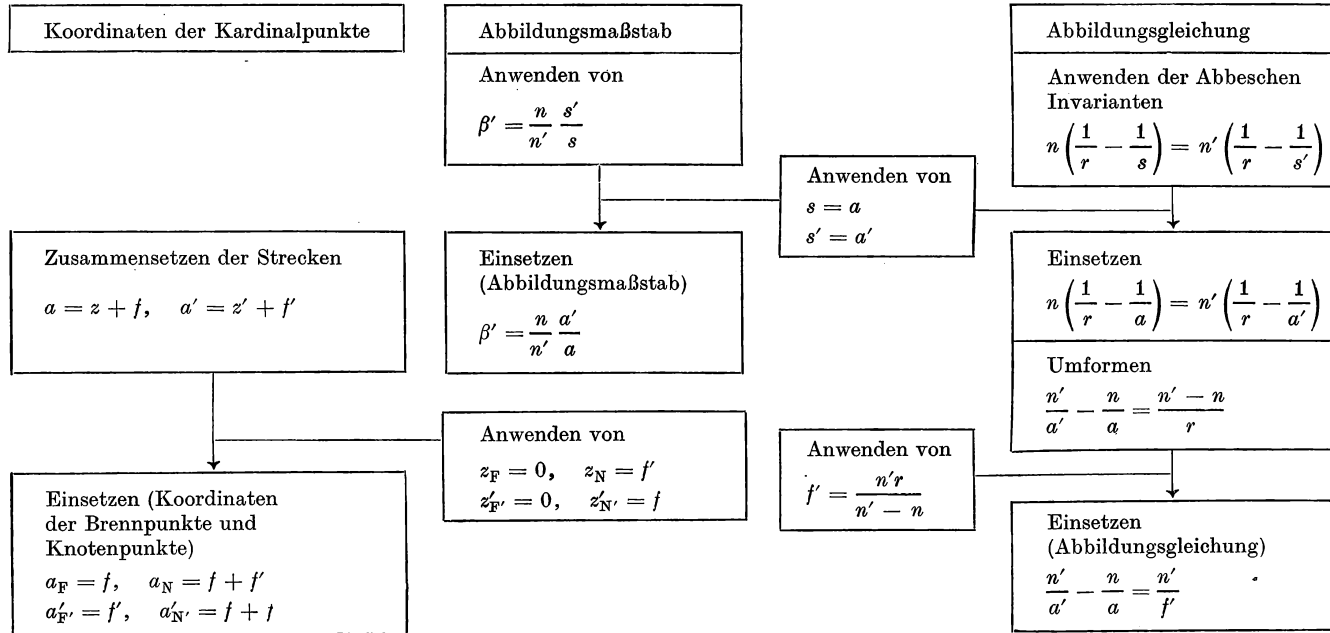 Koordinaten der Kardinalpunkte
Zusammensetzen der Strecken
a = z + f, a′ = z′ + f′
Einsetzen (Koordinaten
der Brennpunkte und
Knotenpunkte)
a_F = f, a_N = f + f′
a′_F′ = f′, a′_N′ = f + f
Abbildungsmaßstab
Anwenden von
β′ = n/n′ s′/s
Einsetzen
(Abbildungsmaßstab)
β′ = n/n′ a′/a
Anwenden von
z_F = 0, z_N = f′
z′_F′ = 0, z′_N′ = f
Anwenden von
s = a
s′ = a′
Anwenden von
f′ = n′r/(n′ − n)
Abbildungsgleichung
Anwenden der Abbeschen
Invarianten
n (1/r − 1/s) = n′ (1/r − 1/s′)
Einsetzen
n (1/r − 1/a) = n′ (1/r − 1/a′)
Umformen
n′/a′ − n/a = (n′ − n)/r
Einsetzen
(Abbildungsgleichung)
n′/a′ − n/a = n′/f′